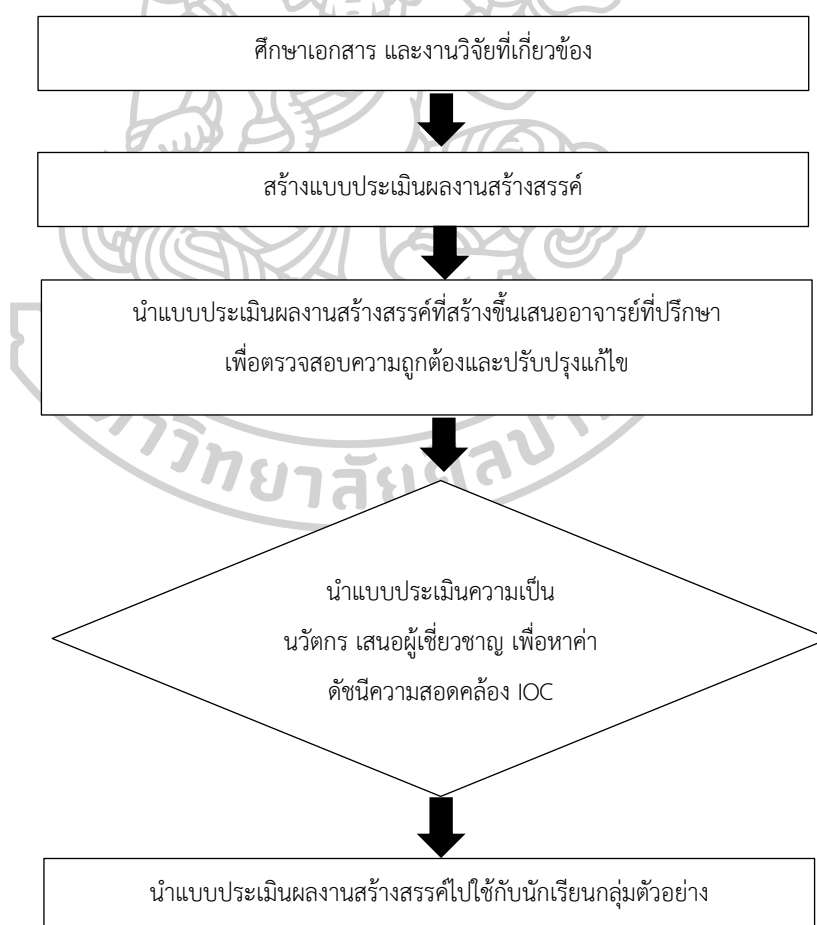 ศึกษาเอกสาร และงานวิจัยที่เกี่ยวข้อง
สร้างแบบประเมินผลงานสร้างสรรค์
นำแบบประเมินผลงานสร้างสรรค์ที่สร้างขึ้นเสนออาจารย์ที่ปรึกษา
เพื่อตรวจสอบความถูกต้องและปรับปรุงแก้ไข
นำแบบประเมินความเป็น
นวัตกร เสนอผู้เชี่ยวชาญ เพื่อหาค่า
ดัชนีความสอดคล้อง IOC
นำแบบประเมินผลงานสร้างสรรค์ไปใช้กับนักเรียนกลุ่มตัวอย่าง